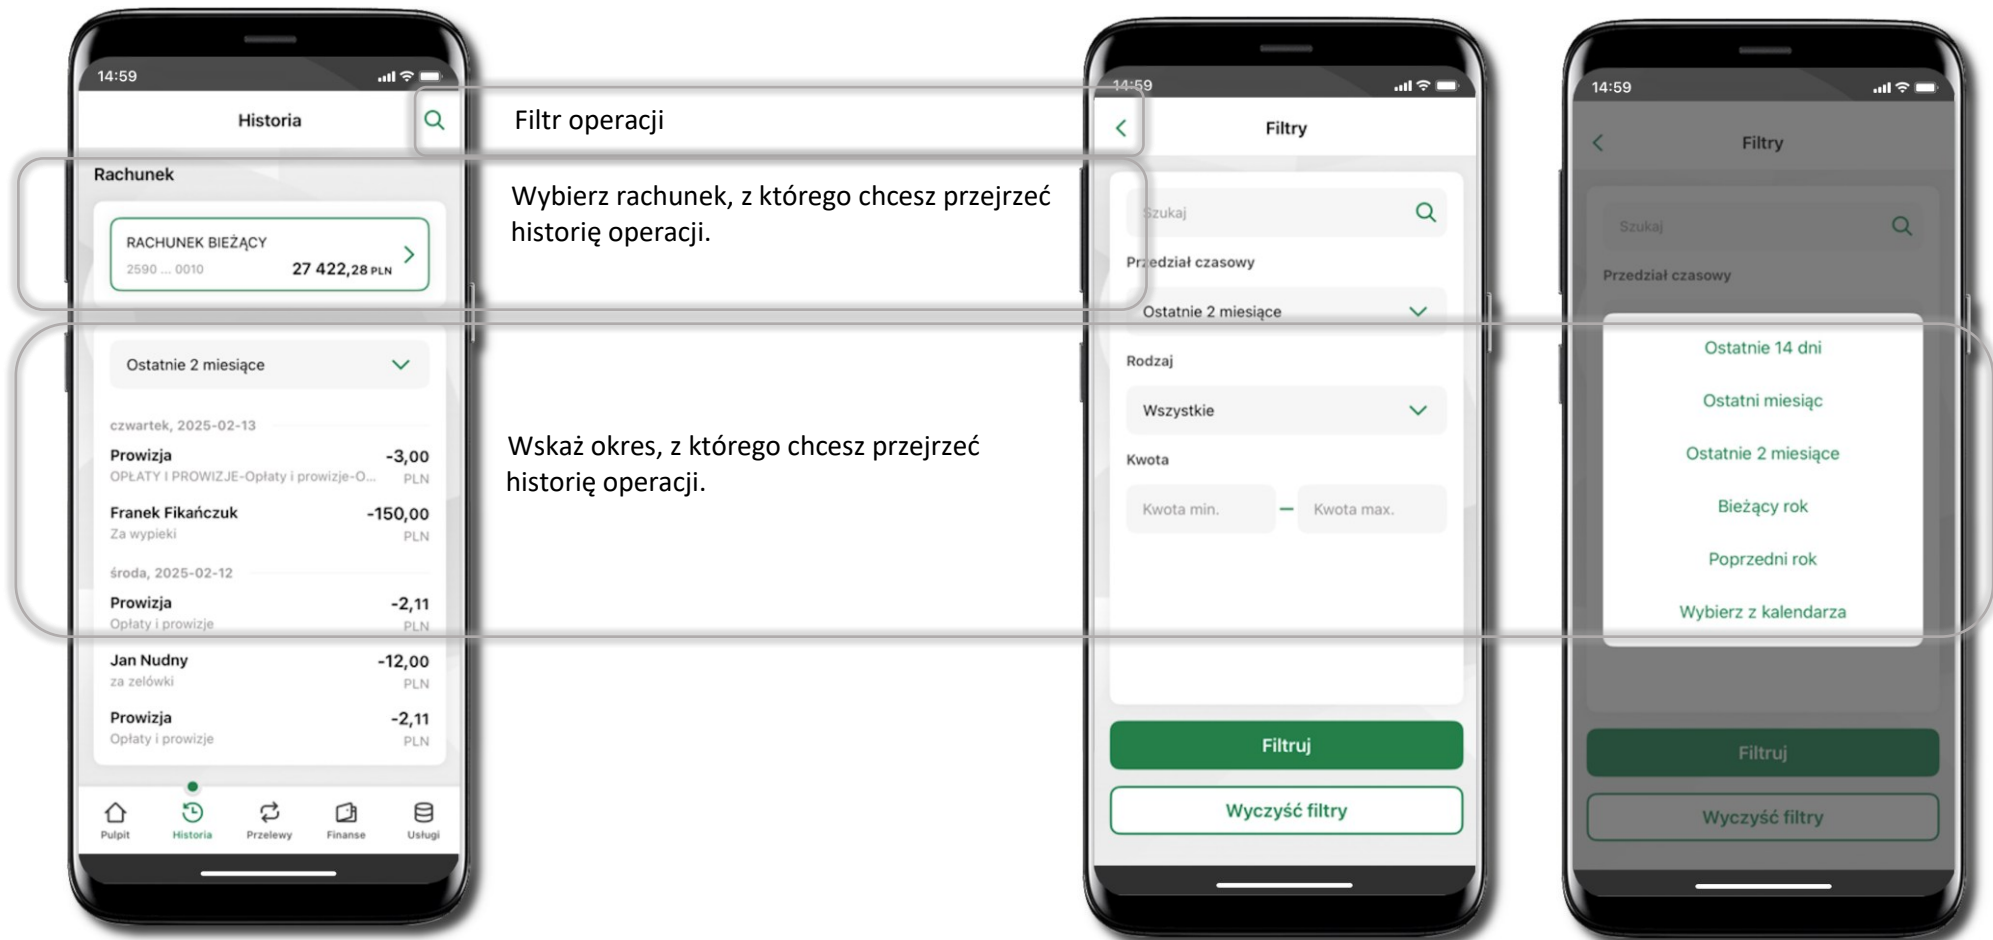 14:59
Historia
Rachunek
RACHUNEK BIEŻĄCY
2590 ... 0010 27 422,28 PLN
Ostatnie 2 miesiące
czwartek, 2025-02-13
Prowizja -3,00
OPŁATY I PROWIZJE-Opłaty i prowizje-O... PLN
Franek Fikańczuk -150,00
Za wypieki PLN
środa, 2025-02-12
Prowizja -2,11
Opłaty i prowizje PLN
Jan Nudny -12,00
za zelówki PLN
Prowizja -2,11
Opłaty i prowizje PLN
Pulpit Historia Przelewy Finanse Usługi
Filtr operacji
Wybierz rachunek, z którego chcesz przejrzeć
historię operacji.
Wskaż okres, z którego chcesz przejrzeć
historię operacji.
14:59
Filtry
Szukaj
Przedział czasowy
Ostatnie 2 miesiące
Rodzaj
Wszystkie
Kwota
Kwota min. – Kwota max.
Filtruj
Wyczyść filtry
14:59
Filtry
Szukaj
Przedział czasowy
Ostatnie 14 dni
Ostatni miesiąc
Ostatnie 2 miesiące
Bieżący rok
Poprzedni rok
Wybierz z kalendarza
Filtruj
Wyczyść filtry